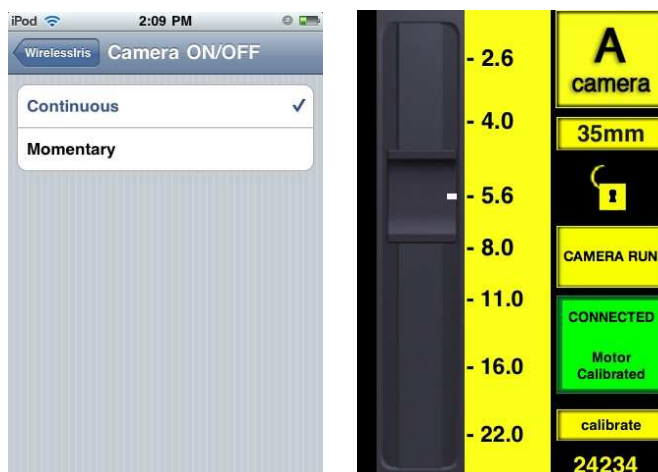 iPod 2:09 PM
WirelessIris Camera ON/OFF
Continuous
Momentary
- 2.6
- 4.0
- 5.6
- 8.0
- 11.0
- 16.0
- 22.0
A
camera
35mm
CAMERA RUN
CONNECTED
Motor
Calibrated
calibrate
24234